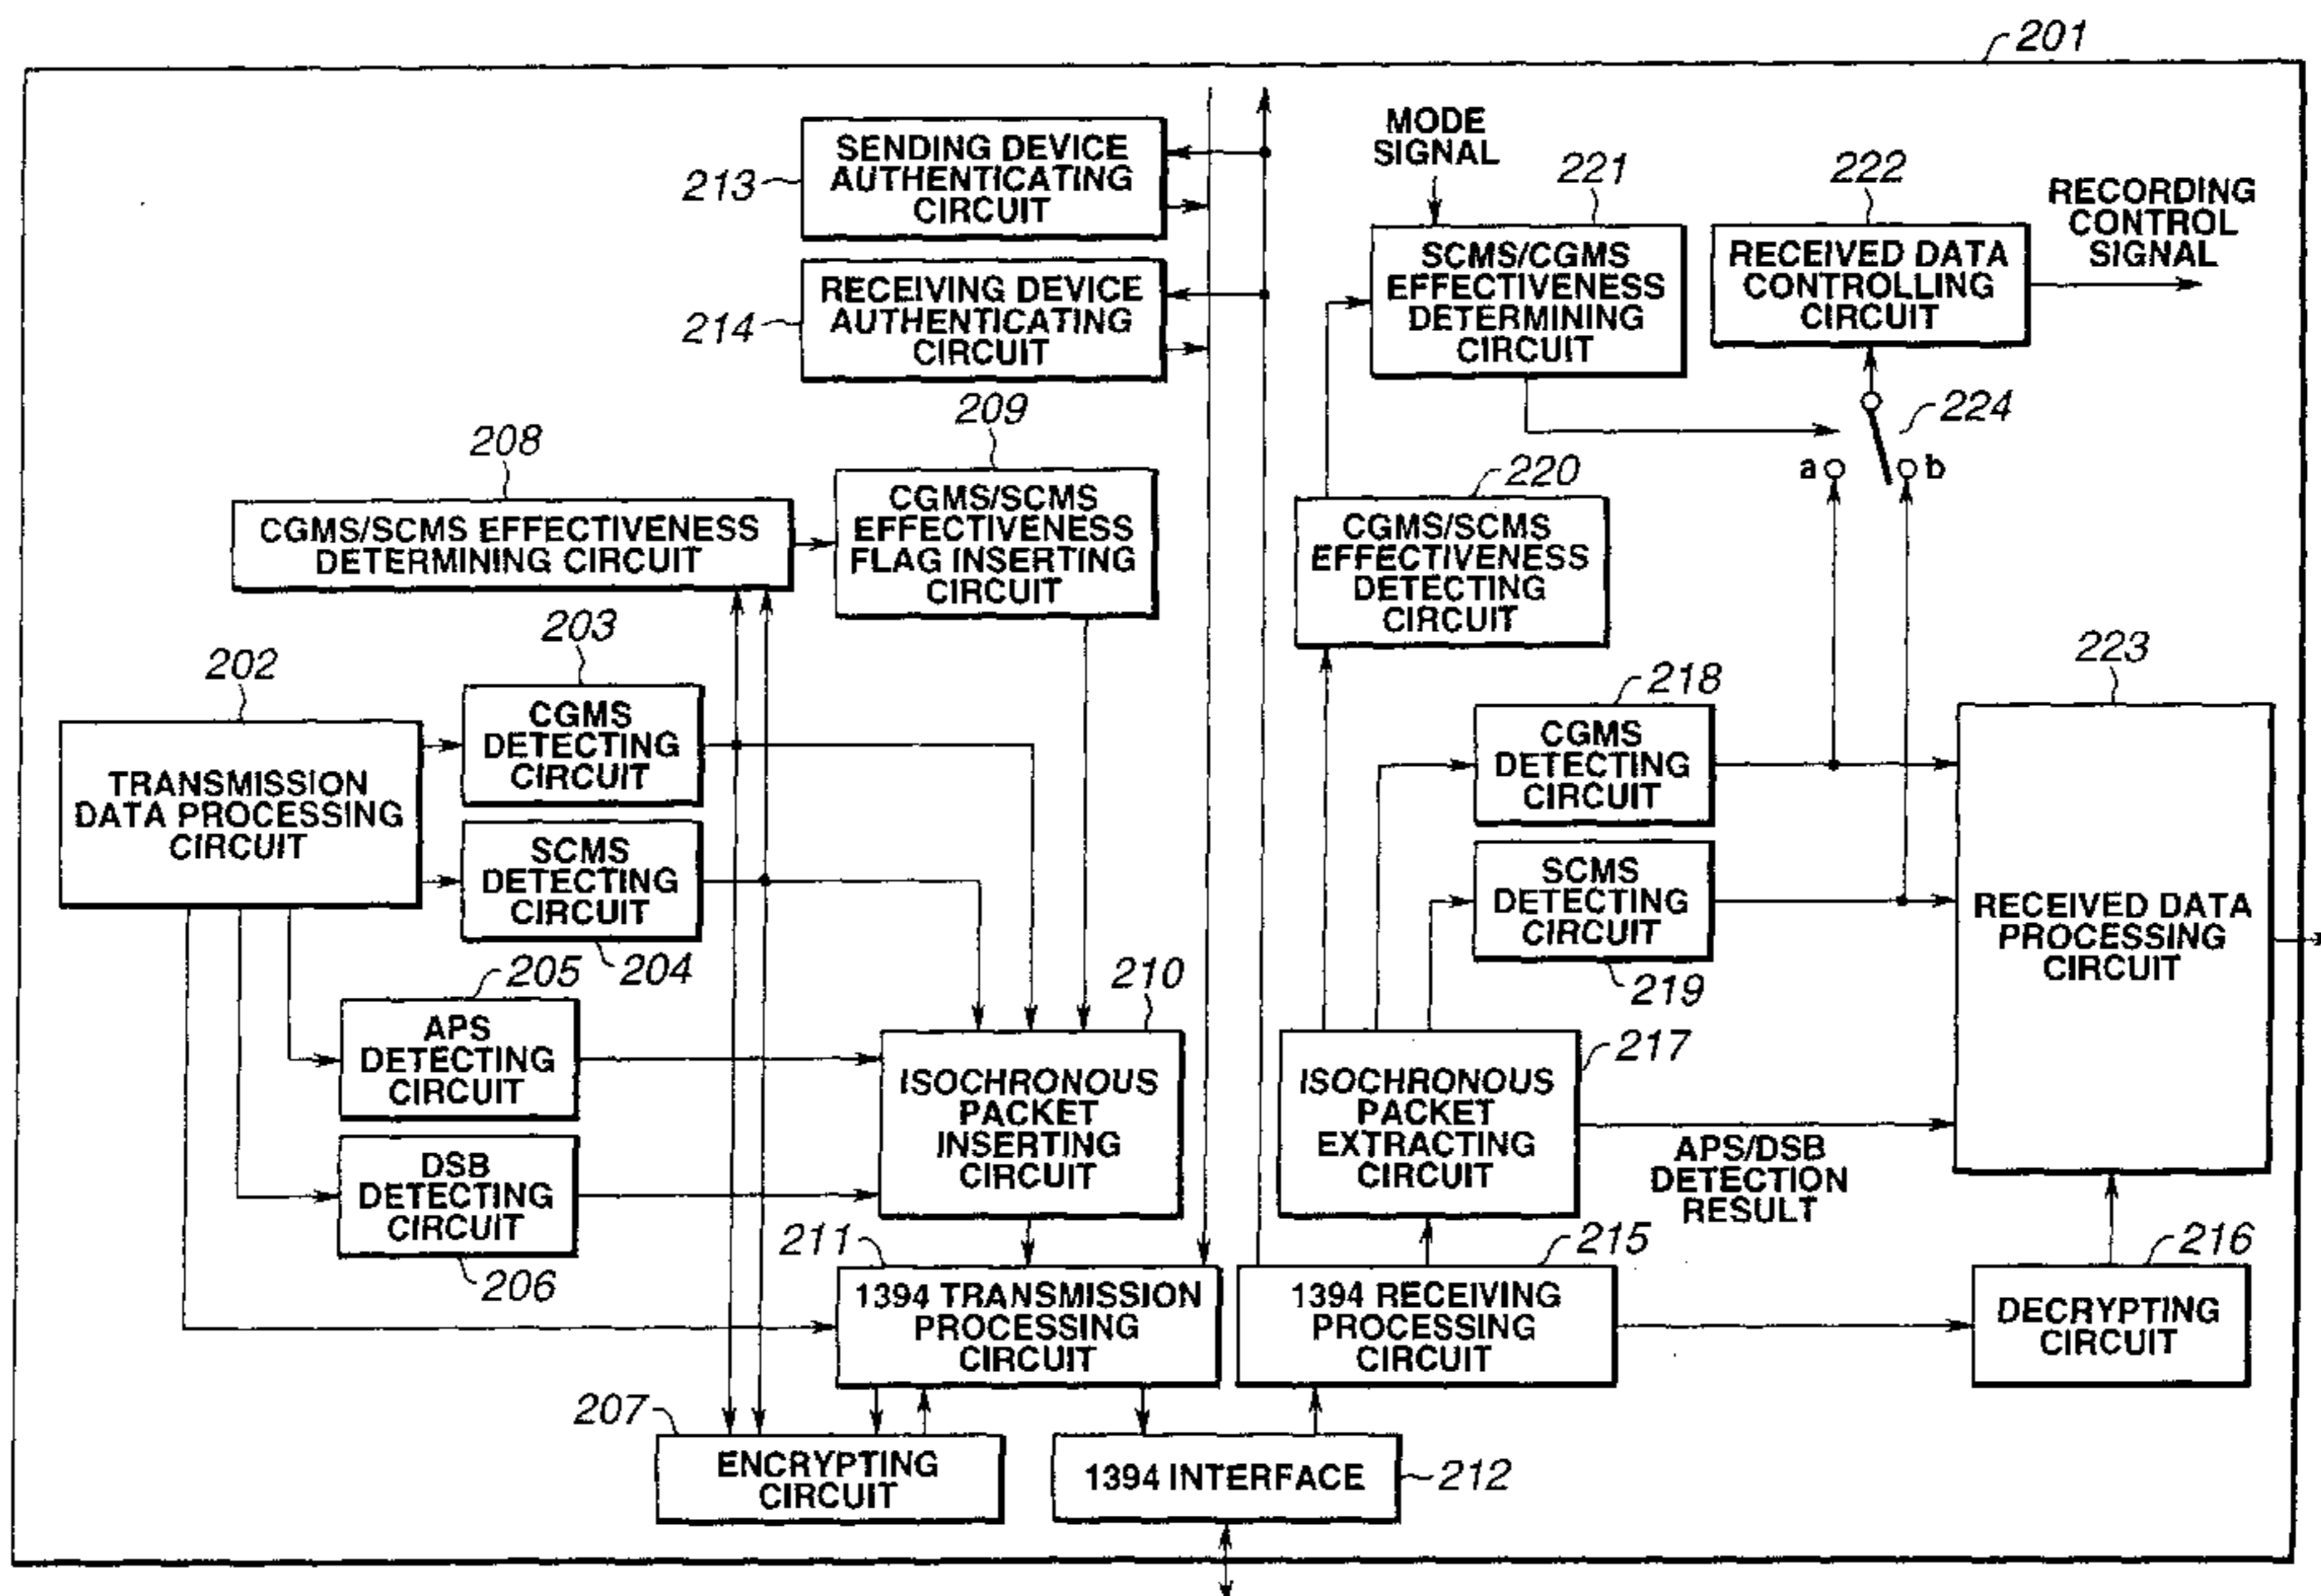 201
SENDING DEVICE
AUTHENTICATING
CIRCUIT
213
RECEIVING DEVICE
AUTHENTICATING
CIRCUIT
214
MODE
SIGNAL
221
SCMS/CGMS
EFFECTIVENESS
DETERMINING
CIRCUIT
222
RECEIVED DATA
CONTROLLING
CIRCUIT
RECORDING
CONTROL
SIGNAL
224
a
b
208
CGMS/SCMS EFFECTIVENESS
DETERMINING CIRCUIT
209
CGMS/SCMS
EFFECTIVENESS
FLAG INSERTING
CIRCUIT
220
CGMS/SCMS
EFFECTIVENESS
DETECTING
CIRCUIT
202
TRANSMISSION
DATA PROCESSING
CIRCUIT
203
CGMS
DETECTING
CIRCUIT
SCMS
DETECTING
CIRCUIT
204
205
APS
DETECTING
CIRCUIT
DSB
DETECTING
CIRCUIT
206
210
ISOCHRONOUS
PACKET
INSERTING
CIRCUIT
218
CGMS
DETECTING
CIRCUIT
SCMS
DETECTING
CIRCUIT
219
223
RECEIVED DATA
PROCESSING
CIRCUIT
217
ISOCHRONOUS
PACKET
EXTRACTING
CIRCUIT
APS/DSB
DETECTION
RESULT
211
1394 TRANSMISSION
PROCESSING
CIRCUIT
215
1394 RECEIVING
PROCESSING
CIRCUIT
216
DECRYPTING
CIRCUIT
207
ENCRYPTING
CIRCUIT
1394 INTERFACE
212